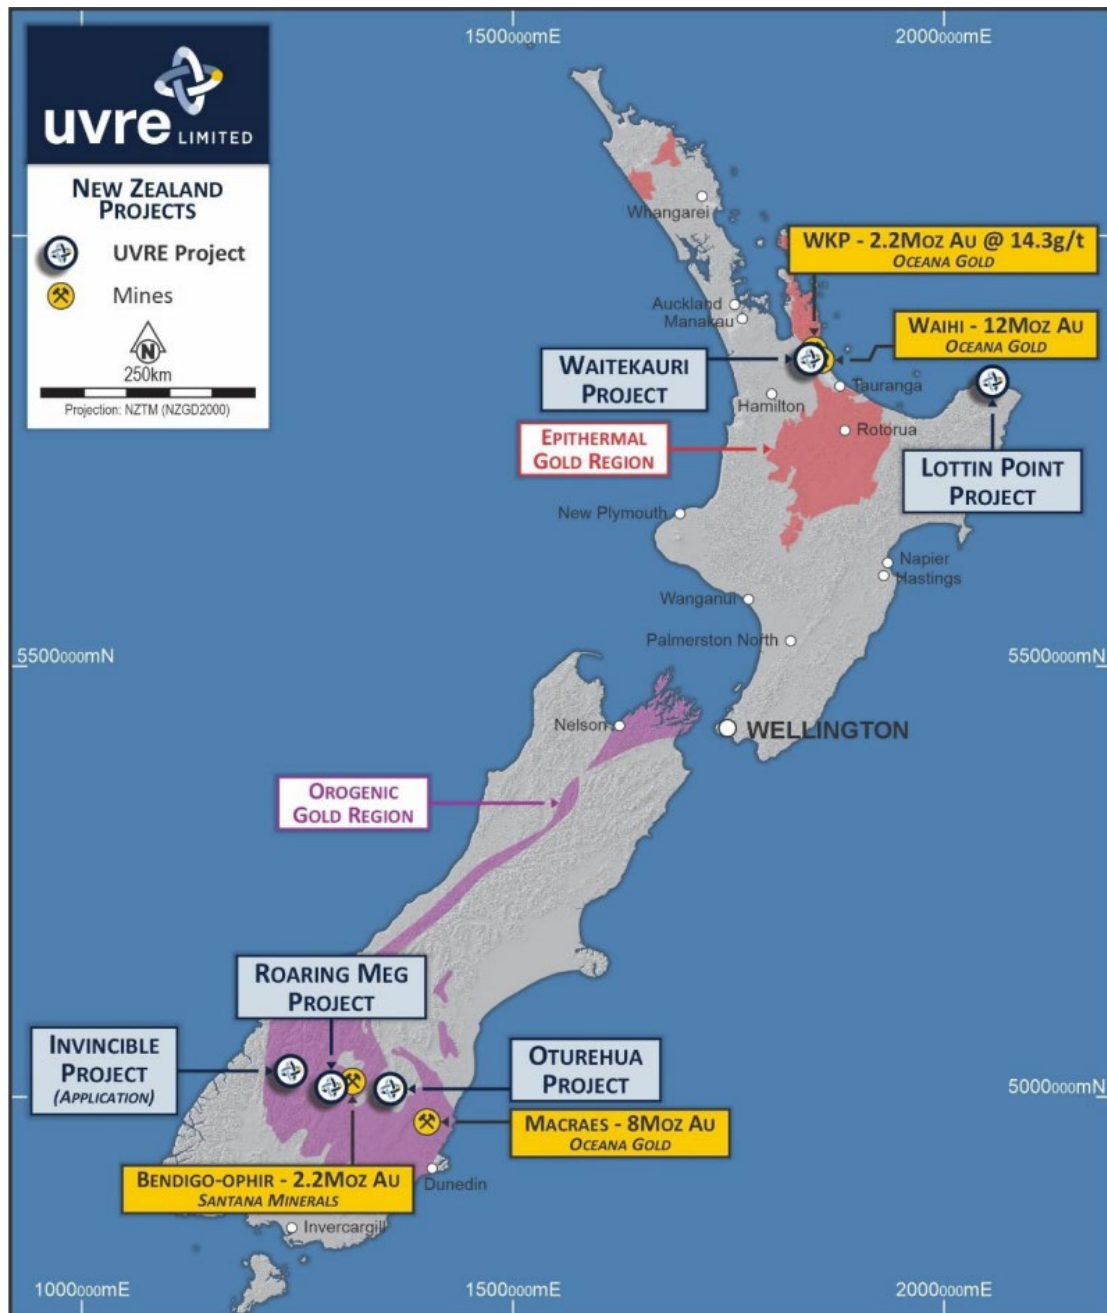 1500000mE
2000000mE
uvre
LIMITED
NEW ZEALAND
PROJECTS
UVRE Project
Mines
N
250km
Projection: NZTM (NZGD2000)
Whangarei
WKP - 2.2MOZ AU @ 14.3g/t
OCEANA GOLD
Auckland
Manakau
WAIHI - 12MOZ AU
OCEANA GOLD
WAITEKAURI
PROJECT
Tauranga
Hamilton
EPITHERMAL
GOLD REGION
Rotorua
LOTTIN POINT
PROJECT
New Plymouth
Napier
Hastings
Wanganui
Palmerston North
5500000mN
5500000mN
Nelson
WELLINGTON
OROGENIC
GOLD REGION
ROARING MEG
PROJECT
INVINCIBLE
PROJECT
(APPLICATION)
OTUREHUA
PROJECT
5000000mN
MACRAES - 8MOZ AU
OCEANA GOLD
BENDIGO-OPHIR - 2.2MOZ AU
SANTANA MINERALS
Dunedin
Invercargill
1000000mE
1500000mE
2000000mE